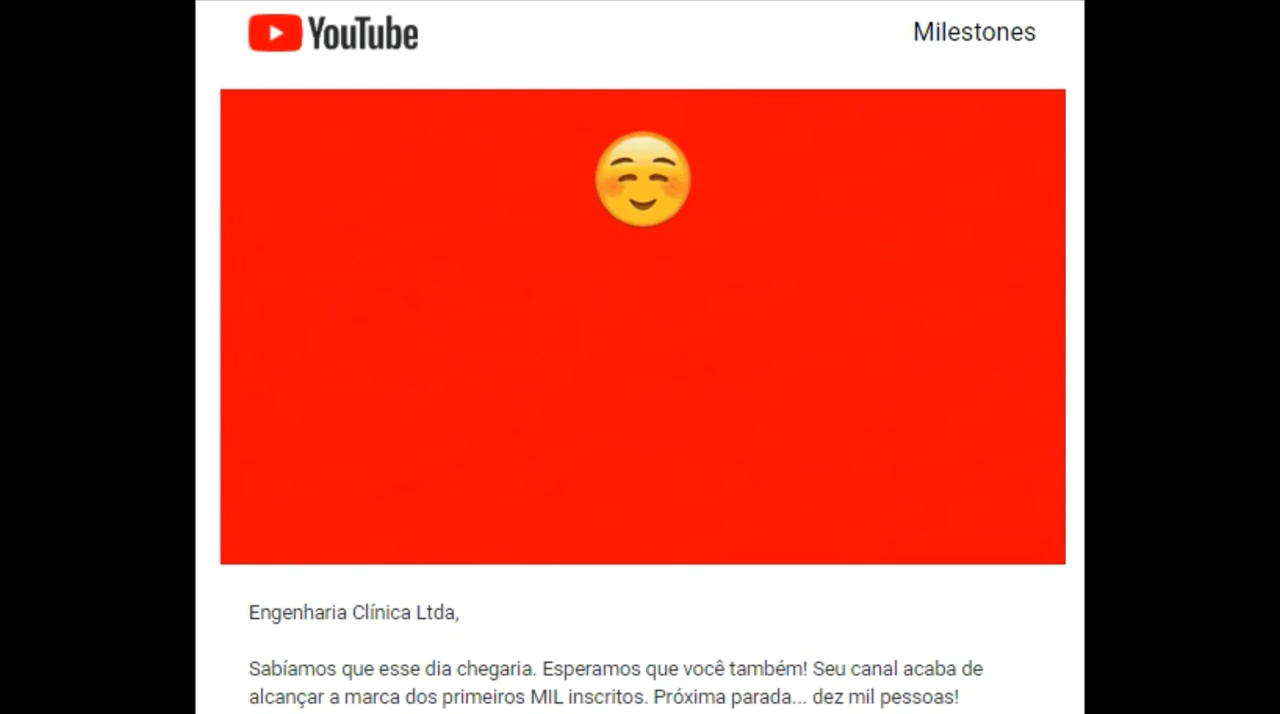 YouTube
Milestones
Engenharia Clínica Ltda,
Sabíamos que esse dia chegaria. Esperamos que você também! Seu canal acaba de
alcançar a marca dos primeiros MIL inscritos. Próxima parada... dez mil pessoas!